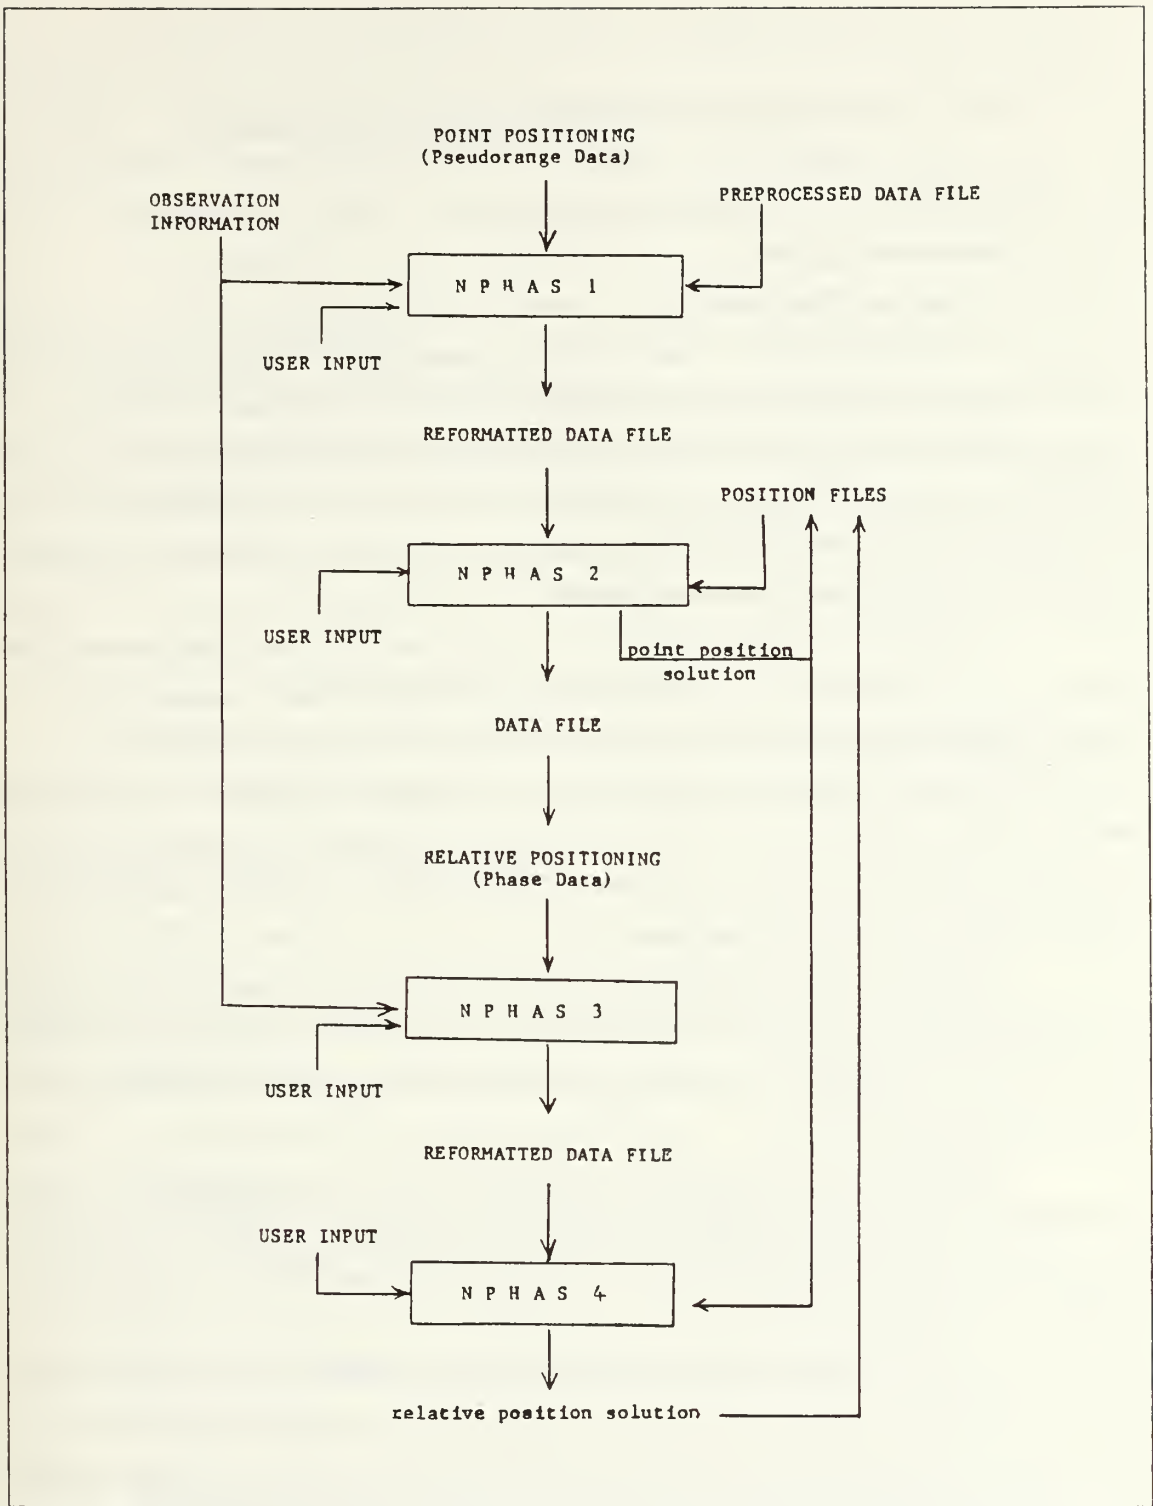 POINT POSITIONING
(Pseudorange Data)
OBSERVATION
INFORMATION
PREPROCESSED DATA FILE
N P H A S 1
USER INPUT
REFORMATTED DATA FILE
POSITION FILES
N P H A S 2
USER INPUT
point position
solution
DATA FILE
RELATIVE POSITIONING
(Phase Data)
N P H A S 3
USER INPUT
REFORMATTED DATA FILE
USER INPUT
N P H A S 4
relative position solution